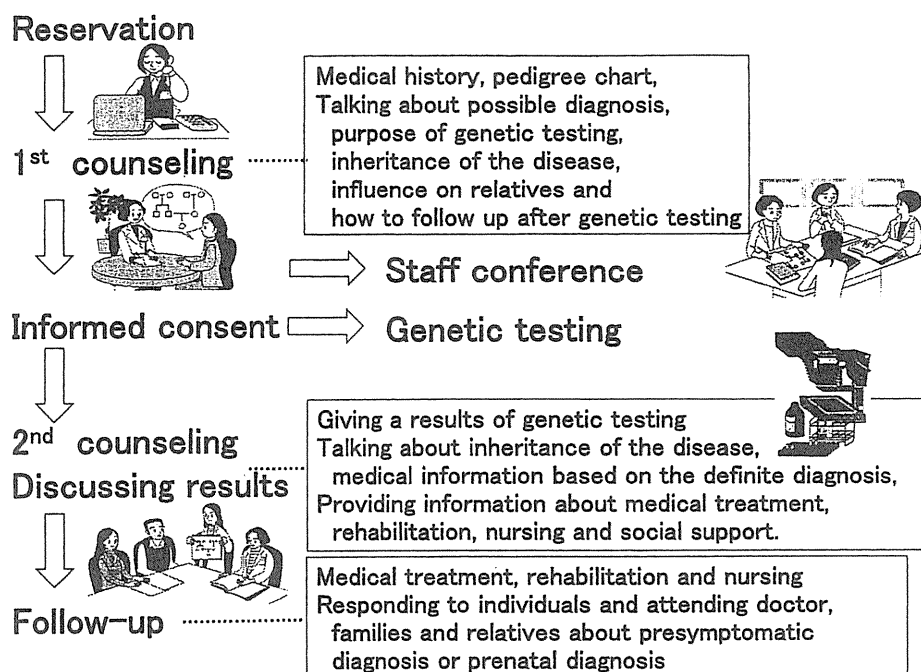 Reservation
Medical history, pedigree chart,
Talking about possible diagnosis,
purpose of genetic testing,
inheritance of the disease,
influence on relatives and
how to follow up after genetic testing
1st counseling
Staff conference
Informed consent
Genetic testing
Giving a results of genetic testing
Talking about inheritance of the disease,
medical information based on the definite diagnosis,
Providing information about medical treatment,
rehabilitation, nursing and social support.
2nd counseling
Discussing results
Medical treatment, rehabilitation and nursing
Responding to individuals and attending doctor,
families and relatives about presymptomatic
diagnosis or prenatal diagnosis
Follow-up